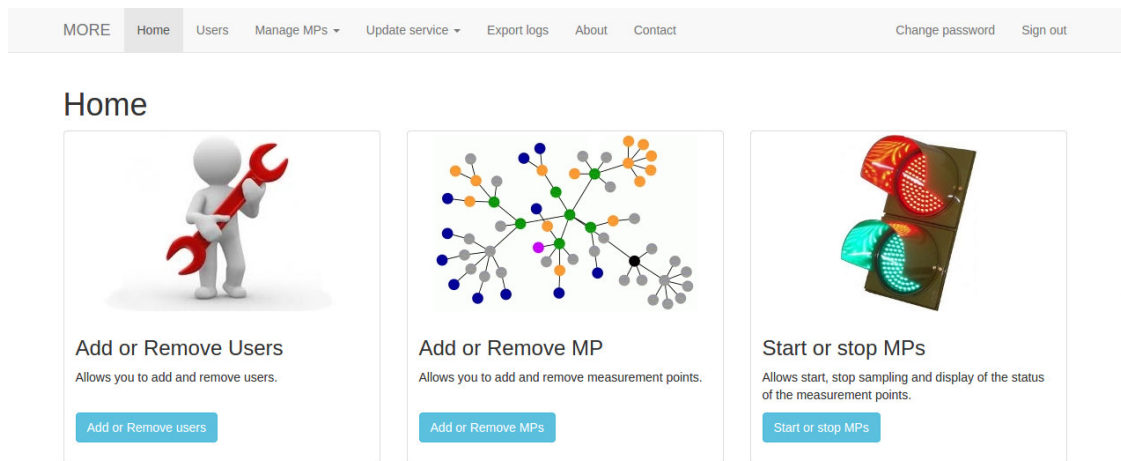 MORE Home Users Manage MPs Update service Export logs About Contact Change password Sign out
Home
Add or Remove Users
Allows you to add and remove users.
Add or Remove users
Add or Remove MP
Allows you to add and remove measurement points.
Add or Remove MPs
Start or stop MPs
Allows start, stop sampling and display of the status
of the measurement points.
Start or stop MPs